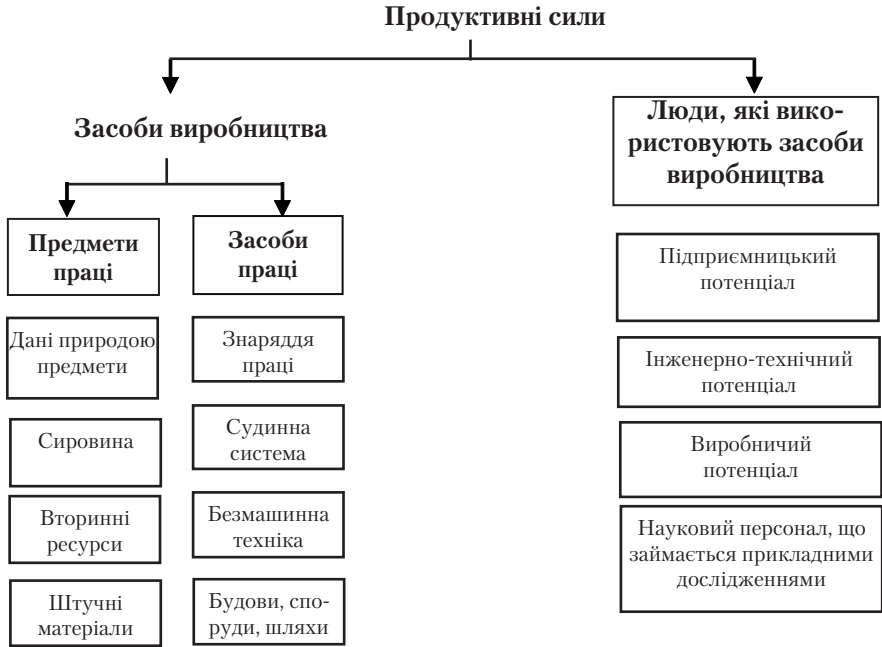 Продуктивні сили
Засоби виробництва
Люди, які вико-
ристовують засоби
виробництва
Предмети
праці
Засоби
праці
Дані природою
предмети
Сировина
Вторинні
ресурси
Штучні
матеріали
Знаряддя
праці
Судинна
система
Безмашинна
техніка
Будови, спо-
руди, шляхи
Підприємницький
потенціал
Інженерно-технічний
потенціал
Виробничий
потенціал
Науковий персонал, що
займається прикладними
дослідженнями